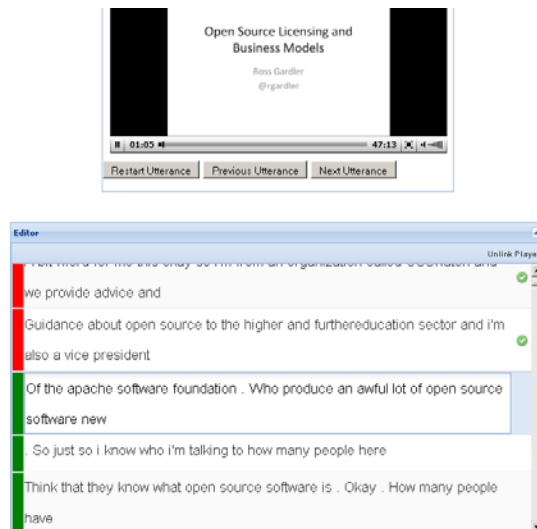 Open Source Licensing and
Business Models
Ross Gardler
@rgardler
01:05
47:13
Restart Utterance Previous Utterance Next Utterance
Editor
Unlink Playe
we provide advice and
Guidance about open source to the higher and furthereducation sector and i'm
also a vice president
Of the apache software foundation . Who produce an awful lot of open source
software new
. So just so i know who i'm talking to how many people here
Think that they know what open source software is . Okay . How many people
have